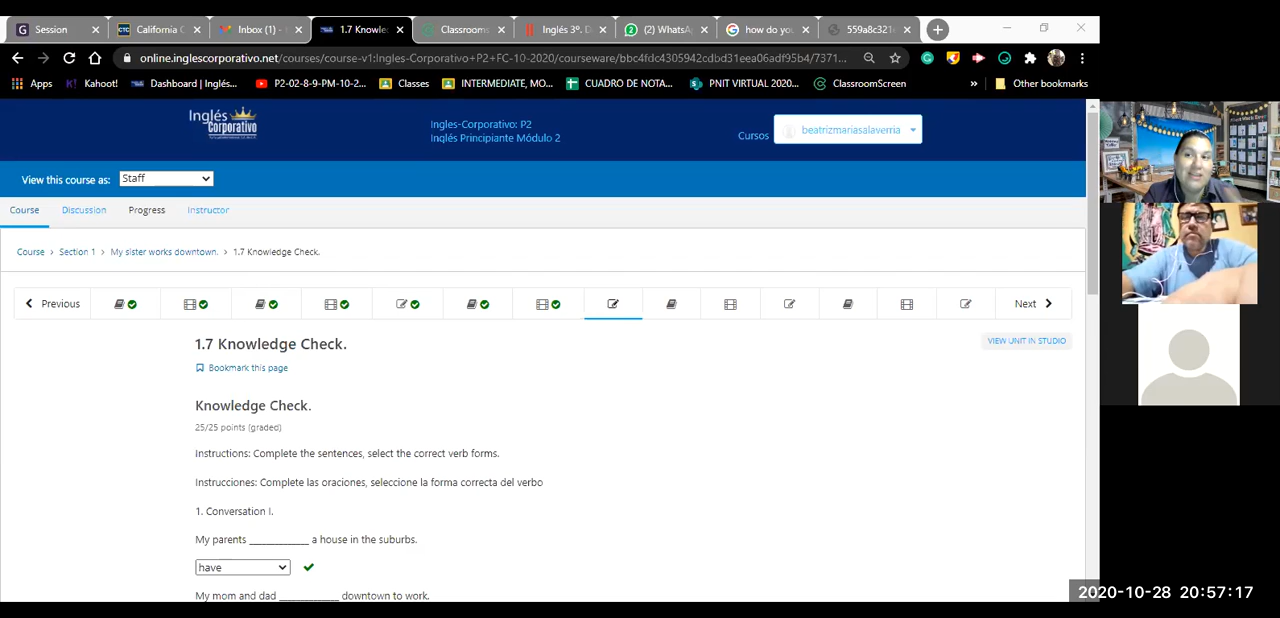 Session
California C
Inbox (1) -
1.7 Knowle
Classrooms
Inglés 3º. D
(2) WhatsA
how do yo
559a8c321
online.inglescorporativo.net/courses/course-v1:Ingles-Corporativo+P2+FC-10-2020/courseware/bbc4fdc4305942cdbd31eea06adf95b4/7371...
Apps
Kahoot!
Dashboard | Inglés...
P2-02-8-9-PM-10-2...
Classes
INTERMEDIATE, MO...
CUADRO DE NOTA...
PNIT VIRTUAL 2020...
ClassroomScreen
»
Other bookmarks
Inglés
Corporativo
Ingles-Corporativo: P2
Inglés Principiante Módulo 2
Cursos
beatrizmariasalaverria
View this course as:
Staff
Course
Discussion
Progress
Instructor
Course > Section 1 > My sister works downtown. > 1.7 Knowledge Check.
Previous
Next
1.7 Knowledge Check.
VIEW UNIT IN STUDIO
Bookmark this page
Knowledge Check.
25/25 points (graded)
Instructions: Complete the sentences, select the correct verb forms.
Instrucciones: Complete las oraciones, seleccione la forma correcta del verbo
1. Conversation I.
My parents _____________ a house in the suburbs.
have
My mom and dad _____________ downtown to work.
2020-10-28 20:57:17